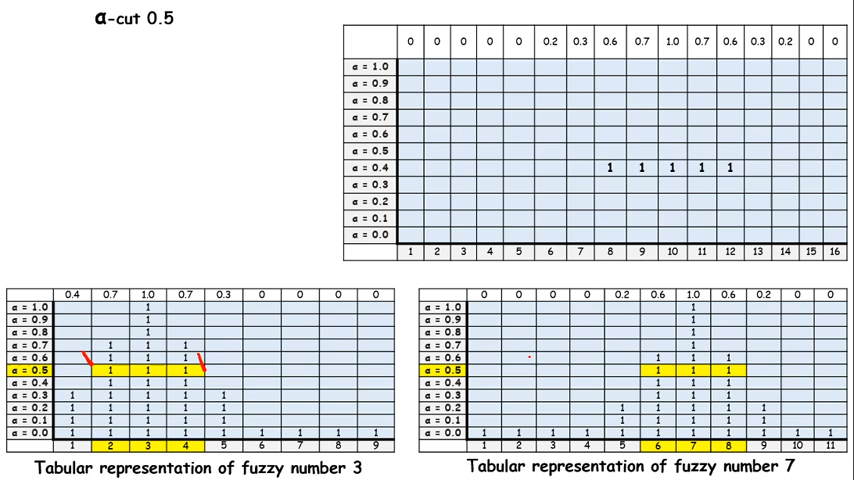 α-cut 0.5
0 0 0 0 0 0.2 0.3 0.6 0.7 1.0 0.7 0.6 0.3 0.2 0 0
α = 1.0
α = 0.9
α = 0.8
α = 0.7
α = 0.6
α = 0.5
α = 0.4 1 1 1 1 1
α = 0.3
α = 0.2
α = 0.1
α = 0.0
1 2 3 4 5 6 7 8 9 10 11 12 13 14 15 16
0.4 0.7 1.0 0.7 0.3 0 0 0 0
α = 1.0 1
α = 0.9 1
α = 0.8 1
α = 0.7 1 1 1
α = 0.6 1 1 1
α = 0.5 1 1 1
α = 0.4 1 1 1
α = 0.3 1 1 1 1 1
α = 0.2 1 1 1 1 1
α = 0.1 1 1 1 1 1
α = 0.0 1 1 1 1 1 1 1 1 1
1 2 3 4 5 6 7 8 9
Tabular representation of fuzzy number 3
0 0 0 0 0.2 0.6 1.0 0.6 0.2 0 0
α = 1.0 1
α = 0.9 1
α = 0.8 1
α = 0.7 1
α = 0.6 1 1 1
α = 0.5 1 1 1
α = 0.4 1 1 1
α = 0.3 1 1 1
α = 0.2 1 1 1 1 1
α = 0.1 1 1 1 1 1
α = 0.0 1 1 1 1 1 1 1 1 1 1 1
1 2 3 4 5 6 7 8 9 10 11
Tabular representation of fuzzy number 7